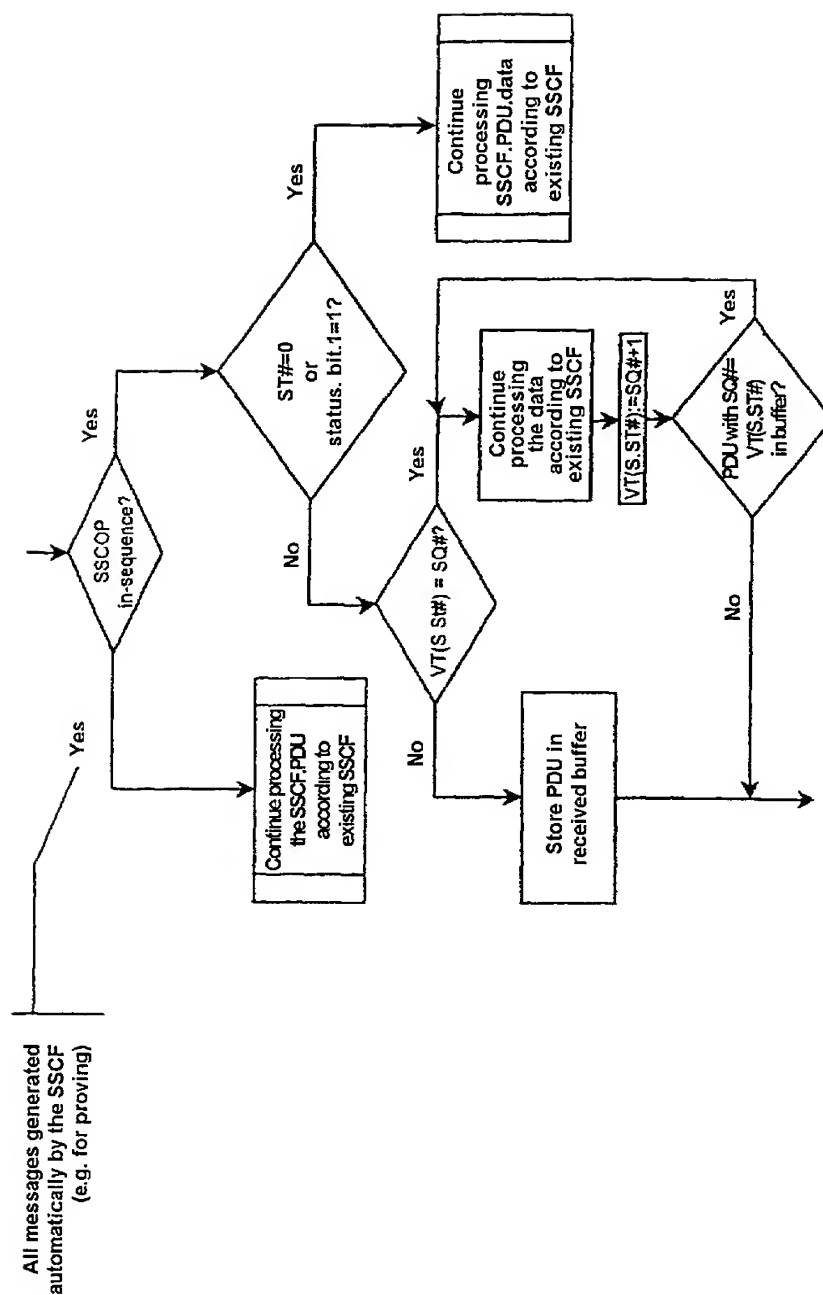 All messages generated
automatically by the SSCF
(e.g. for proving)
Yes
SSCOP
in-sequence?
Yes
Continue processing
the SSCF.PDU
according to
existing SSCF
ST#=0
or
status. bit.1=1?
Yes
No
Continue
processing
SSCF.PDU.data
according to
existing SSCF
VT(S St#) = SQ#?
Yes
No
Continue
processing
the data
according to
existing SSCF
VT(S.ST#):=SQ#+1
Store PDU in
received buffer
PDU with SQ#=
VT(S.ST#)
in buffer?
Yes
No